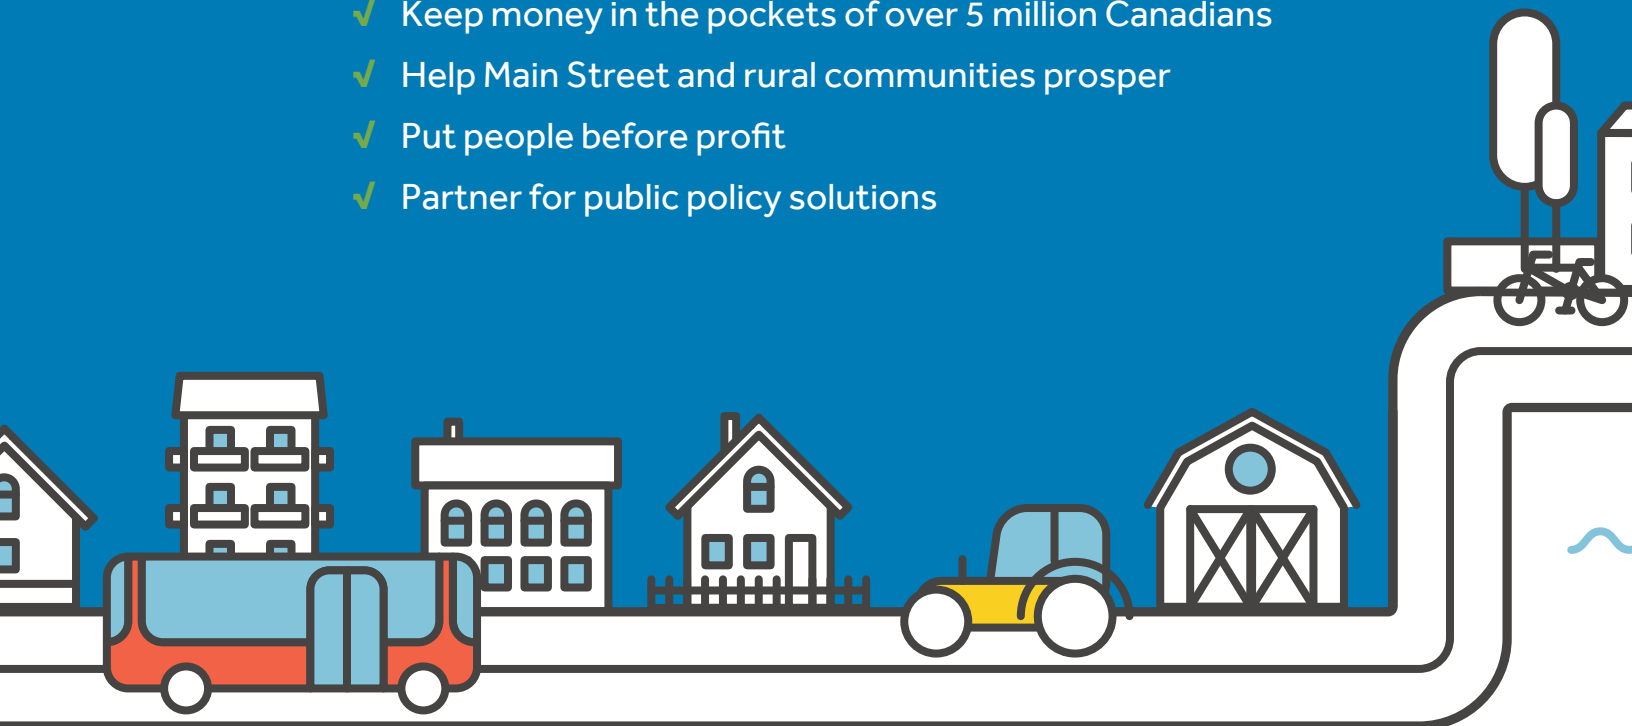 √ Keep money in the pockets of over 5 million Canadians
√ Help Main Street and rural communities prosper
√ Put people before profit
√ Partner for public policy solutions